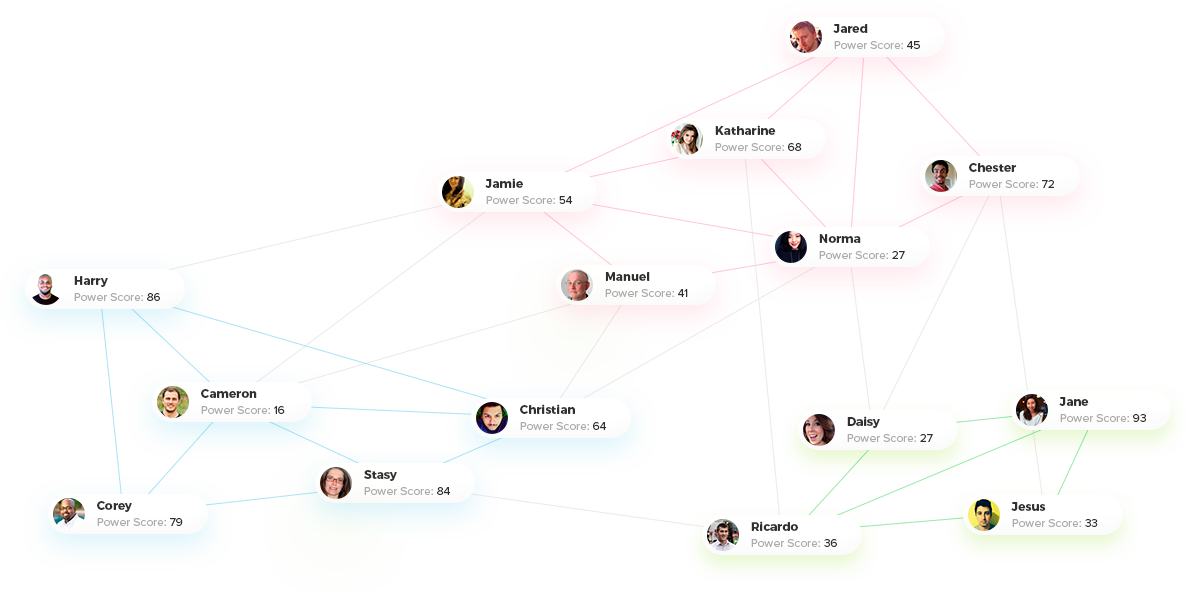 Jared
Power Score: 45
Katharine
Power Score: 68
Chester
Power Score: 72
Jamie
Power Score: 54
Norma
Power Score: 27
Manuel
Power Score: 41
Harry
Power Score: 86
Cameron
Power Score: 16
Christian
Power Score: 64
Jane
Power Score: 93
Daisy
Power Score: 27
Stasy
Power Score: 84
Corey
Power Score: 79
Jesus
Power Score: 33
Ricardo
Power Score: 36